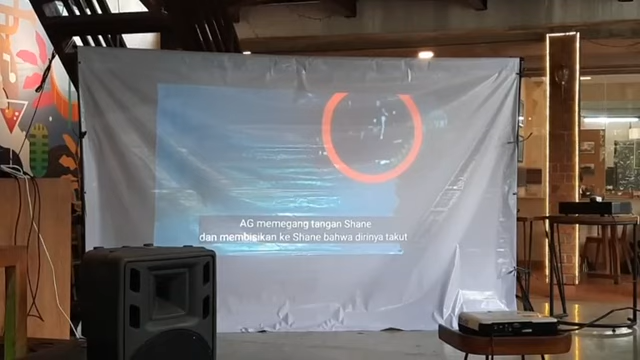 AG memegang tangan Shane
dan membisikan ke Shane bahwa dirinya takut